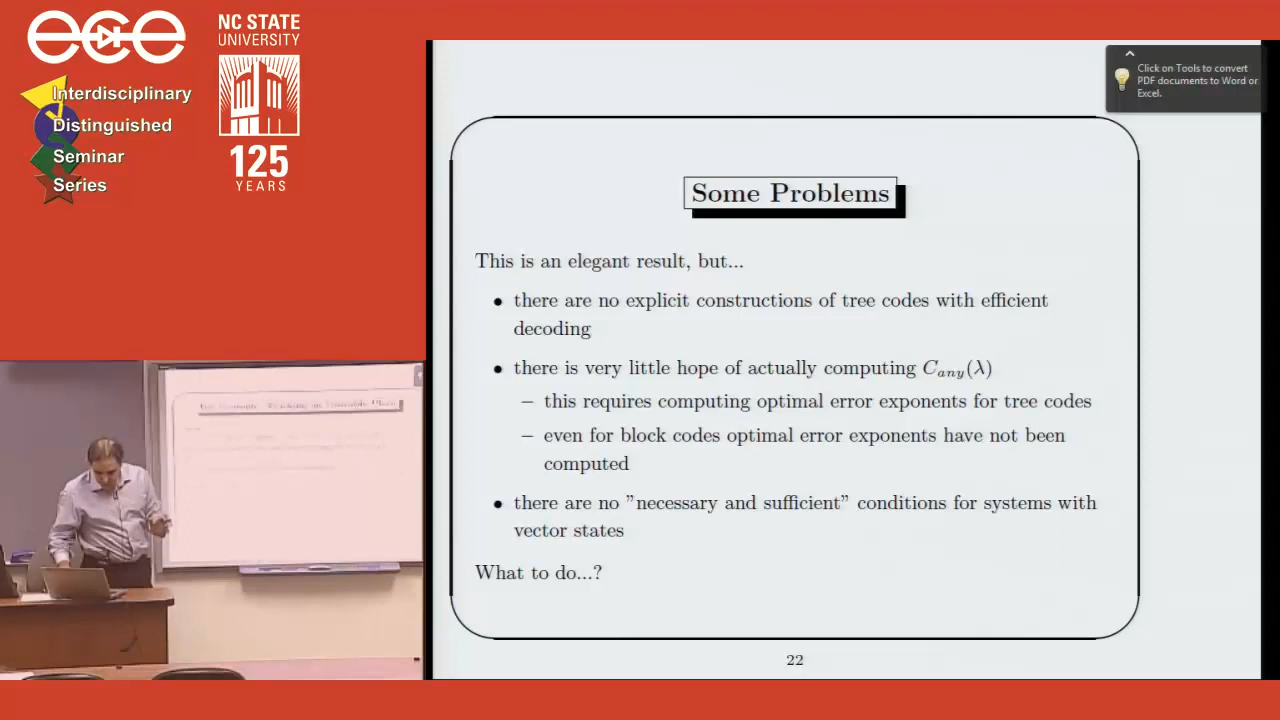 ece
Interdisciplinary
Distinguished
Seminar
Series
NC STATE
UNIVERSITY
125
YEARS
Click on Tools to convert
PDF documents to Word or
Excel.
Some Problems
This is an elegant result, but...
• there are no explicit constructions of tree codes with efficient
decoding
• there is very little hope of actually computing Cany(λ)
– this requires computing optimal error exponents for tree codes
– even for block codes optimal error exponents have not been
computed
• there are no ”necessary and sufficient” conditions for systems with
vector states
What to do...?
22